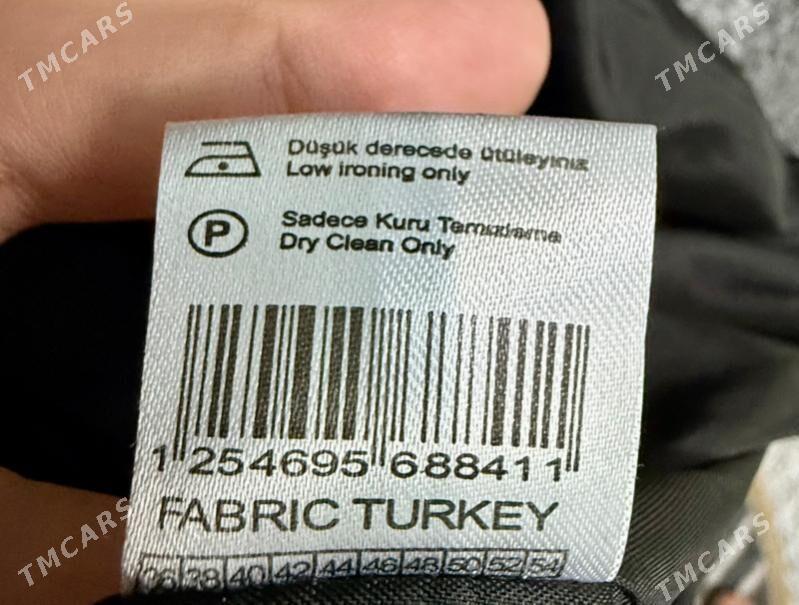 TMCARS
TMCARS
Düşük derecede ütüleyiniz
Low ironing only
P
Sadece Kuru Temizleme
Dry Clean Only
1 254695 688411
FABRIC TURKEY
36 38 40 42 44 46 48 50 52 54
TMCARS
TMCARS